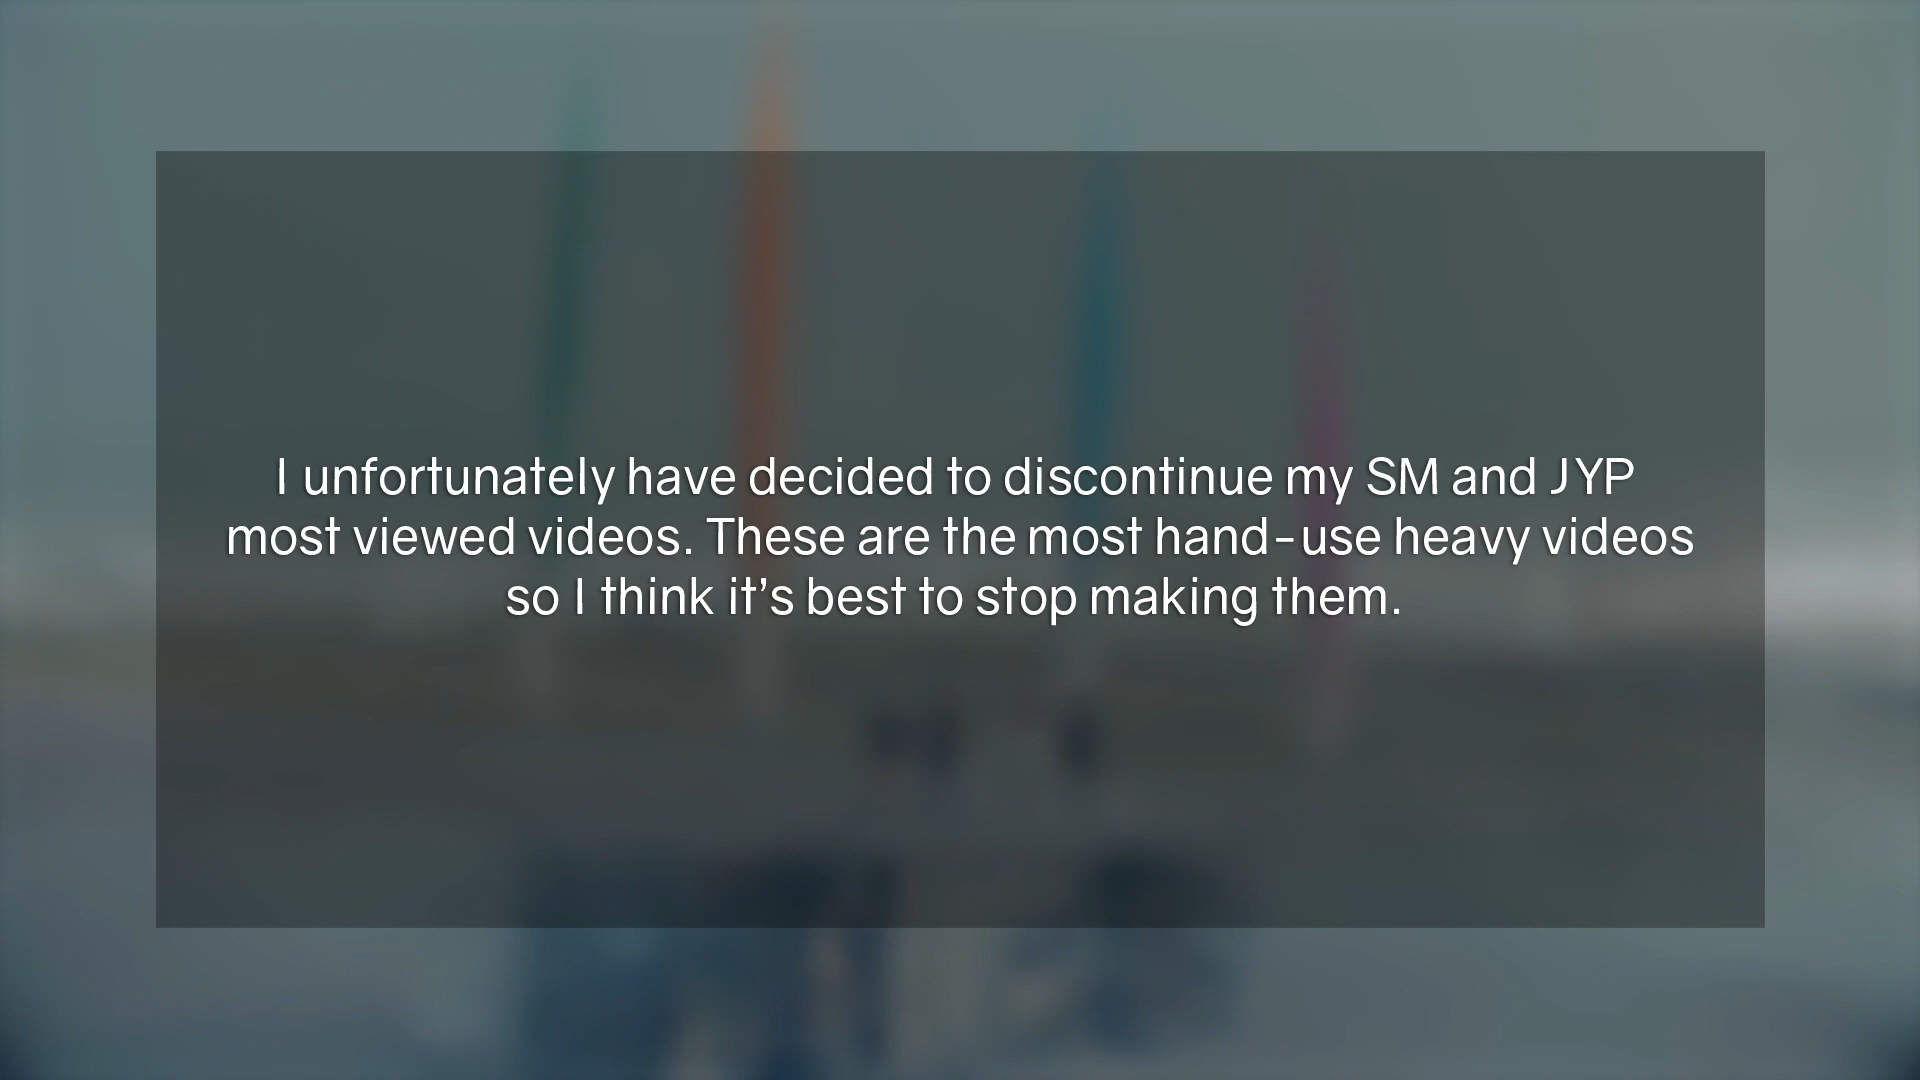 I unfortunately have decided to discontinue my SM and JYP
most viewed videos. These are the most hand-use heavy videos
so I think it's best to stop making them.